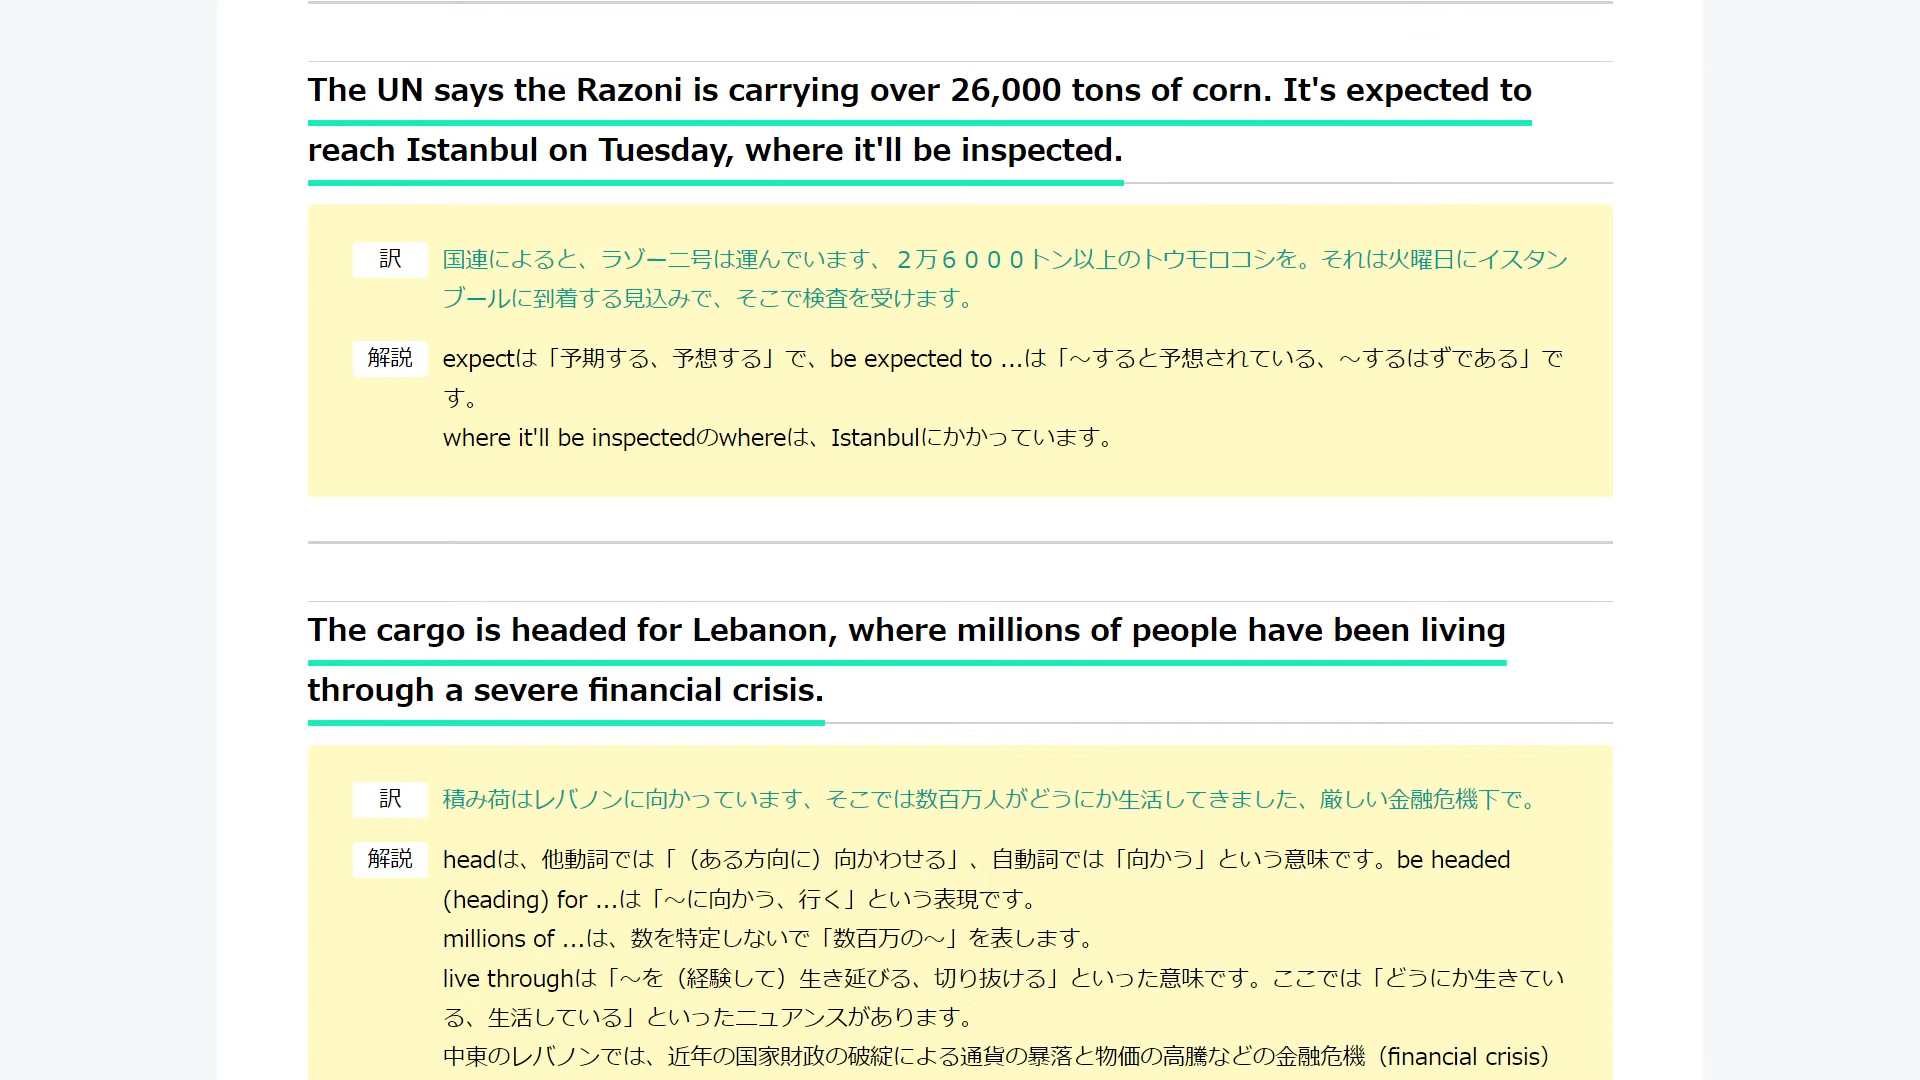 The UN says the Razoni is carrying over 26,000 tons of corn. It's expected to
reach Istanbul on Tuesday, where it'll be inspected.
訳 国連によると、ラゾーニ号は運んでいます、２万６０００トン以上のトウモロコシを。それは火曜日にイスタン
ブールに到着する見込みで、そこで検査を受けます。
解説 expectは「予期する、予想する」で、be expected to ...は「～すると予想されている、～するはずである」で
す。
where it'll be inspectedのwhereは、Istanbulにかかっています。
The cargo is headed for Lebanon, where millions of people have been living
through a severe financial crisis.
訳 積み荷はレバノンに向かっています、そこでは数百万人がどうにか生活してきました、厳しい金融危機下で。
解説 headは、他動詞では「（ある方向に）向かわせる」、自動詞では「向かう」という意味です。be headed
(heading) for ...は「～に向かう、行く」という表現です。
millions of ...は、数を特定しないで「数百万の～」を表します。
live throughは「～を（経験して）生き延びる、切り抜ける」といった意味です。ここでは「どうにか生きてい
る、生活している」といったニュアンスがあります。
中東のレバノンでは、近年の国家財政の破綻による通貨の暴落と物価の高騰などの金融危機（financial crisis）